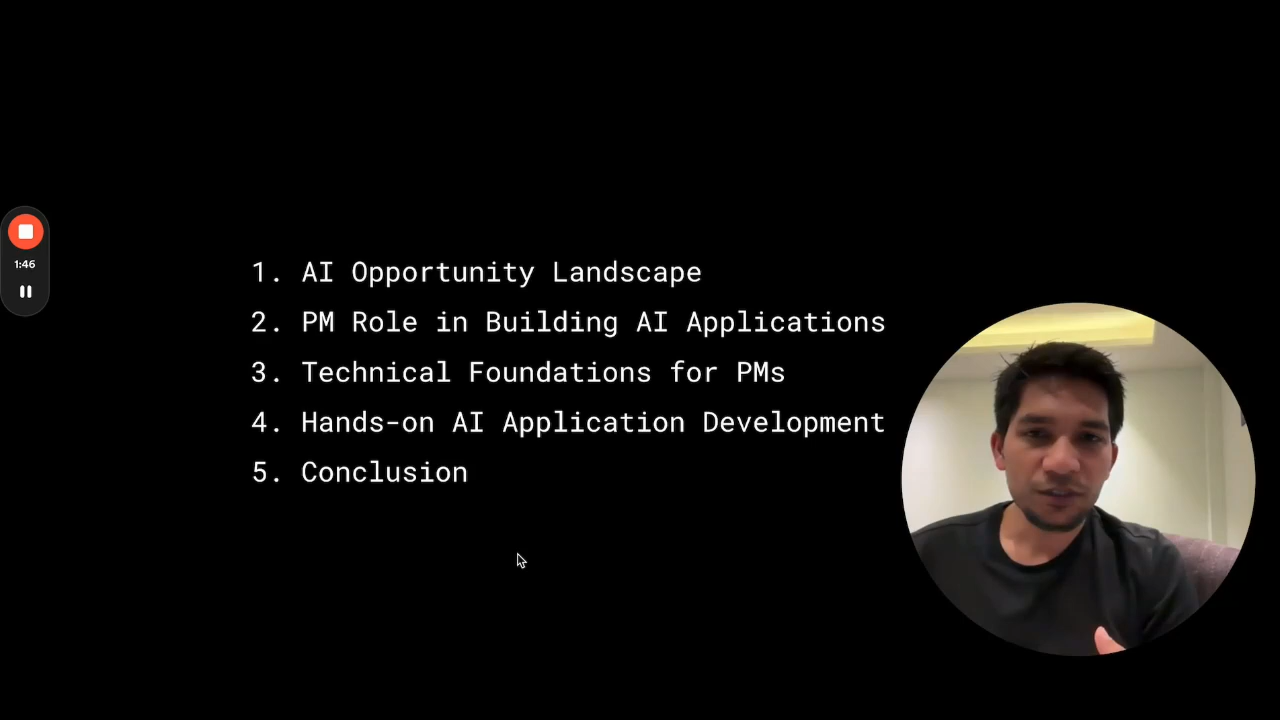 1:46
1. AI Opportunity Landscape
2. PM Role in Building AI Applications
3. Technical Foundations for PMs
4. Hands-on AI Application Development
5. Conclusion